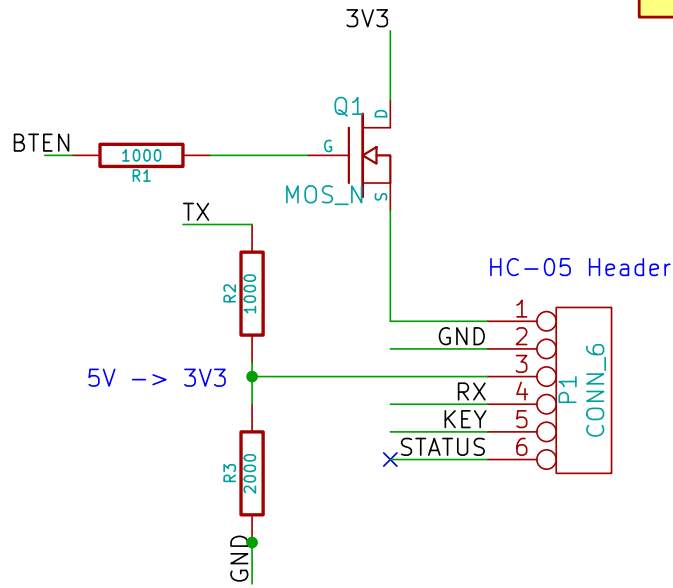 3V3
Q1
D
G
BTEN
1000
R1
MOS_N
S
TX
HC-05 Header
R2
1000
1
GND
2
5V -> 3V3
3
RX
4
KEY
5
STATUS
6
P1
CONN_6
R3
2000
GND